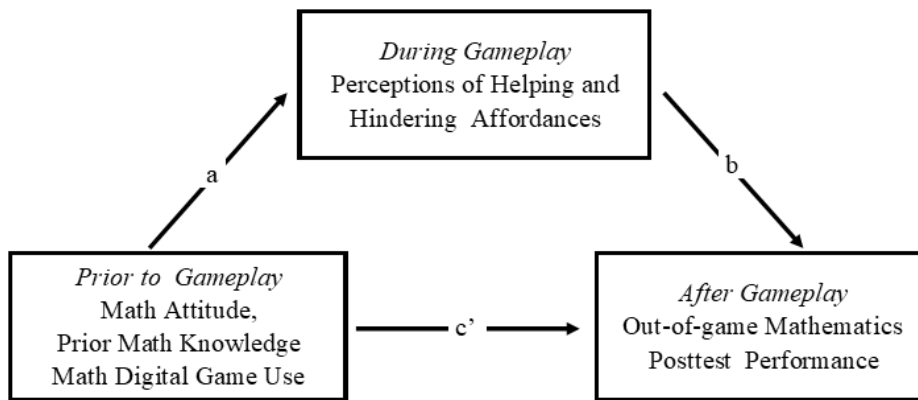 During Gameplay
Perceptions of Helping and
Hindering Affordances
a
b
Prior to Gameplay
Math Attitude,
Prior Math Knowledge
Math Digital Game Use
c’
After Gameplay
Out-of-game Mathematics
Posttest Performance